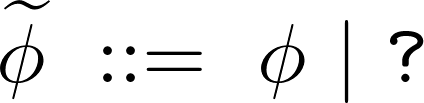 ϕ̃ ::= ϕ | ?